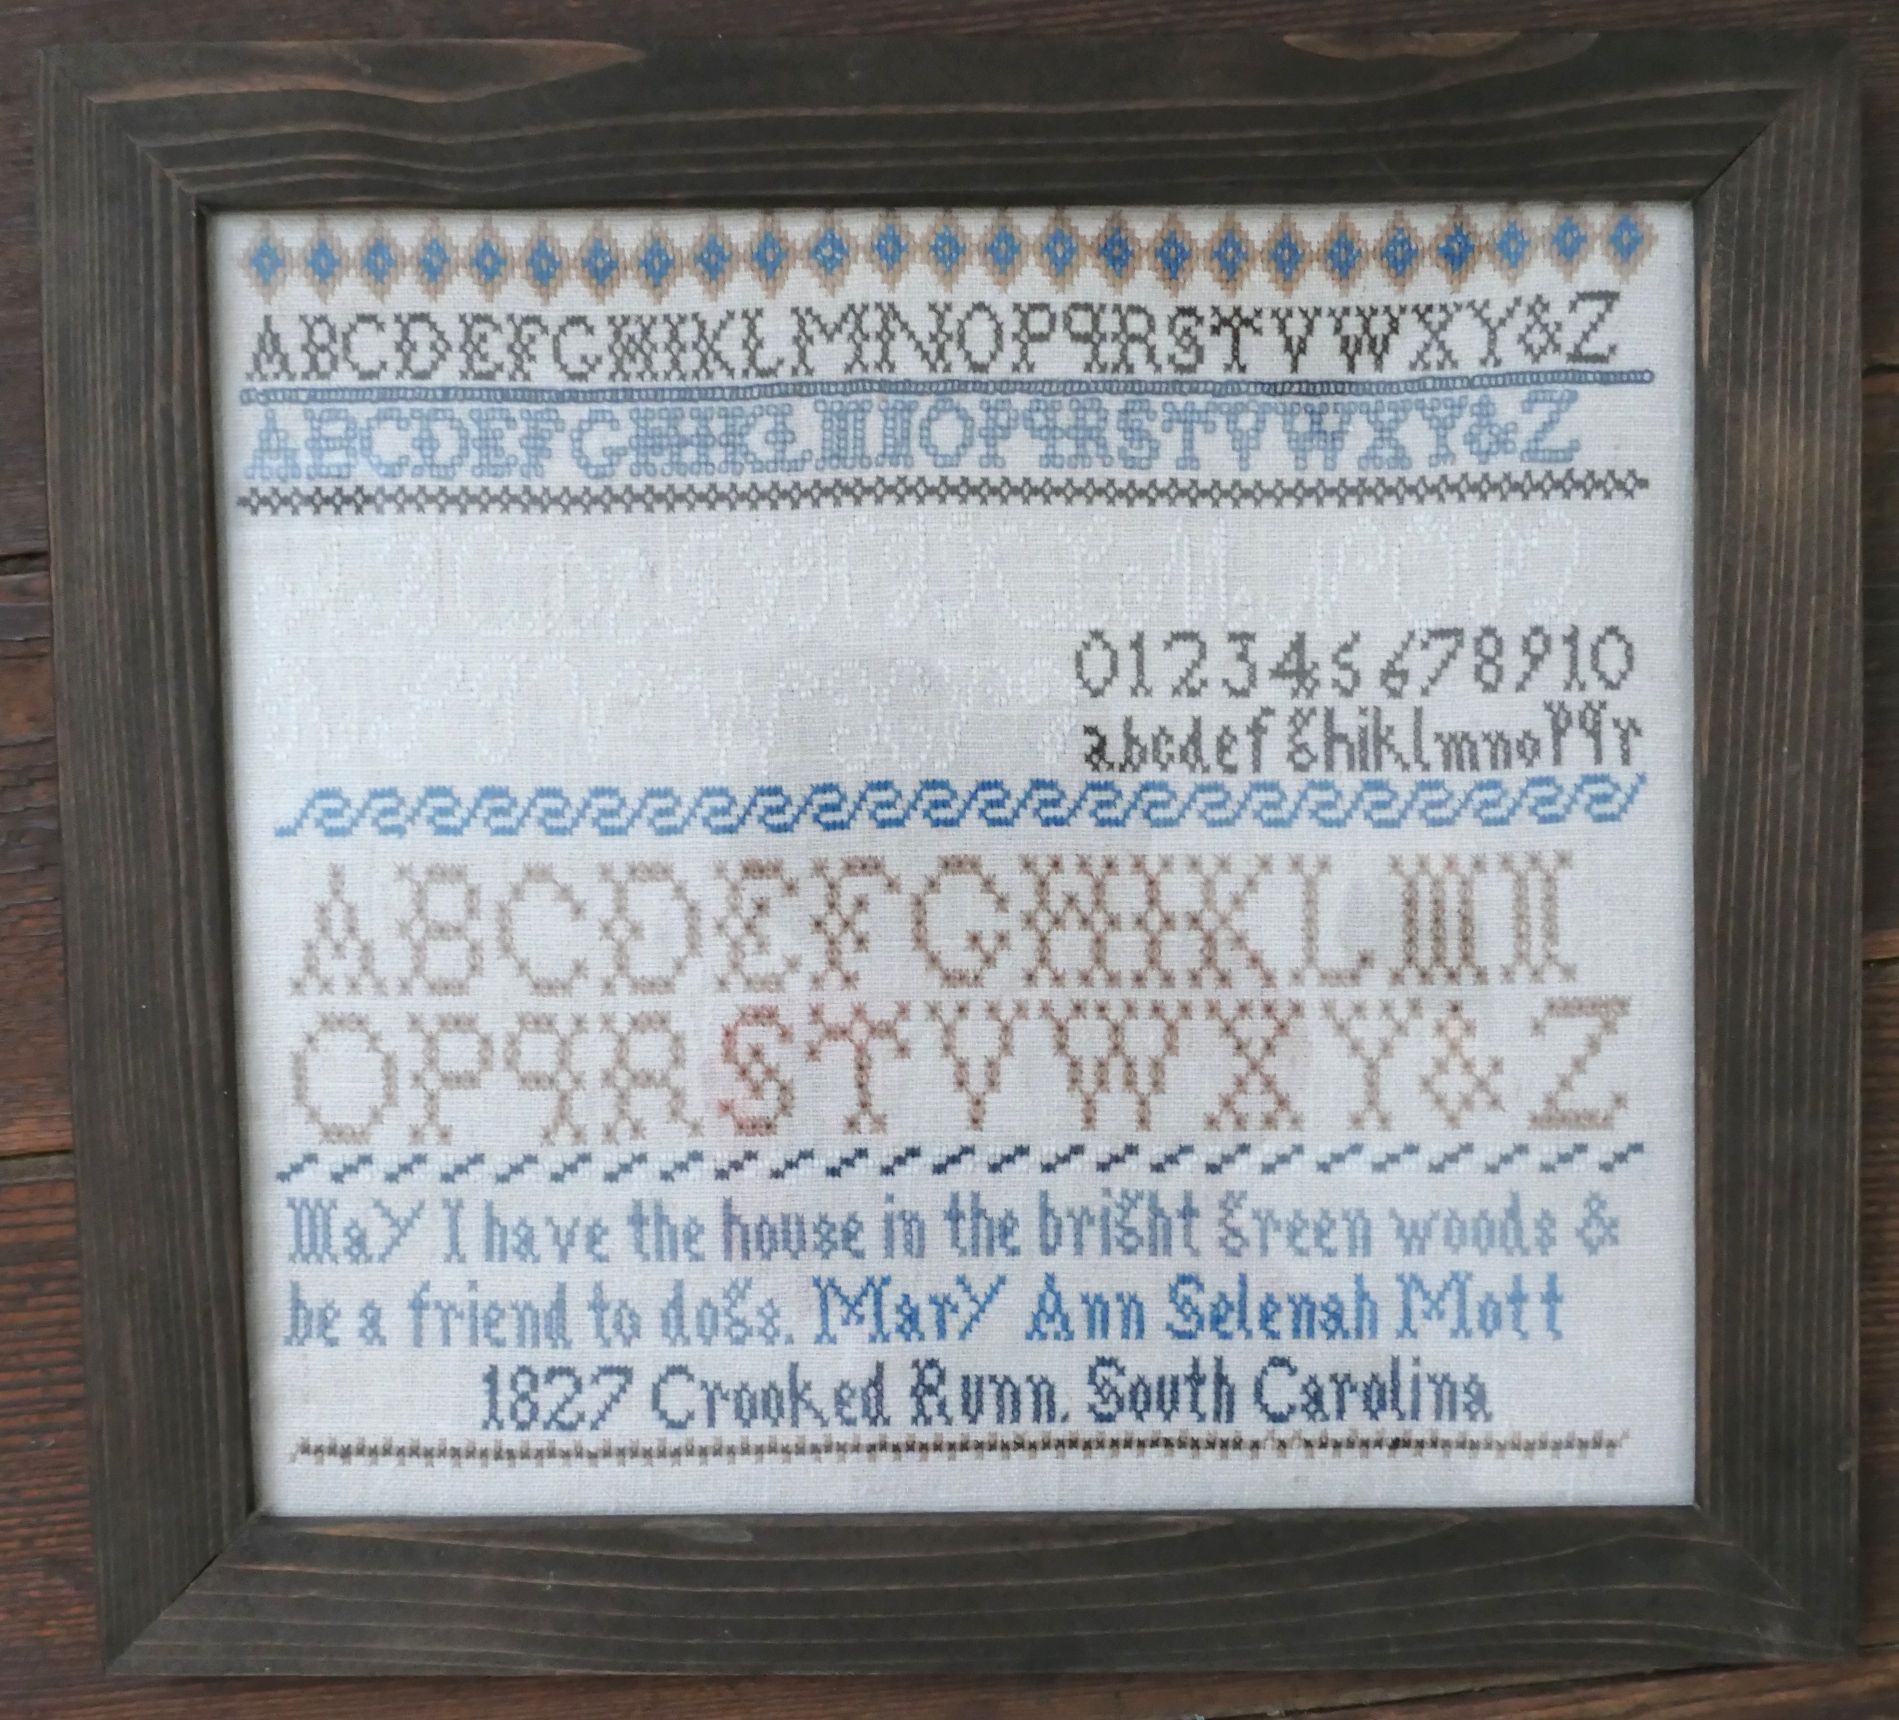 ABCDEFGHIKLMNOPqRSTVWXY&Z
ABCDEFGHIKLMNOPqRSTVWXY&Z
012345678910
abcdefghiklmnopqr
ABCDEFGHIKLMN
OPqRSTVWXY&Z
May I have the house in the bright green woods &
be a friend to dogs. Mary Ann Selenah Mott
1827 Crooked Runn. South Carolina